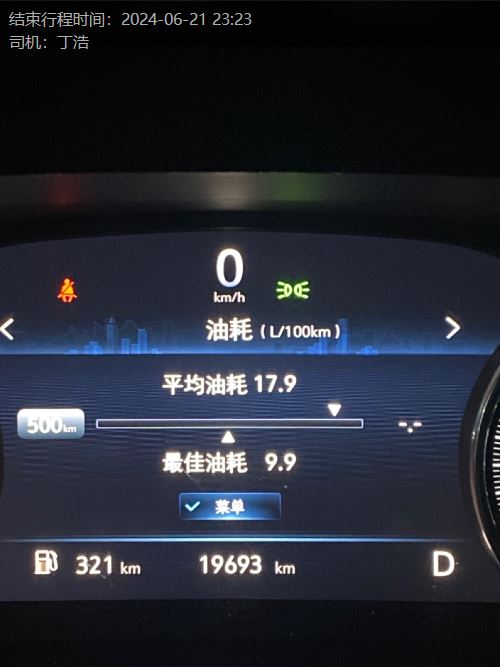 结束行程时间：2024-06-21 23:23
司机：丁浩
0
km/h
油耗（L/100km）
平均油耗 17.9
500km
最佳油耗 9.9
菜单
321 km 19693 km D